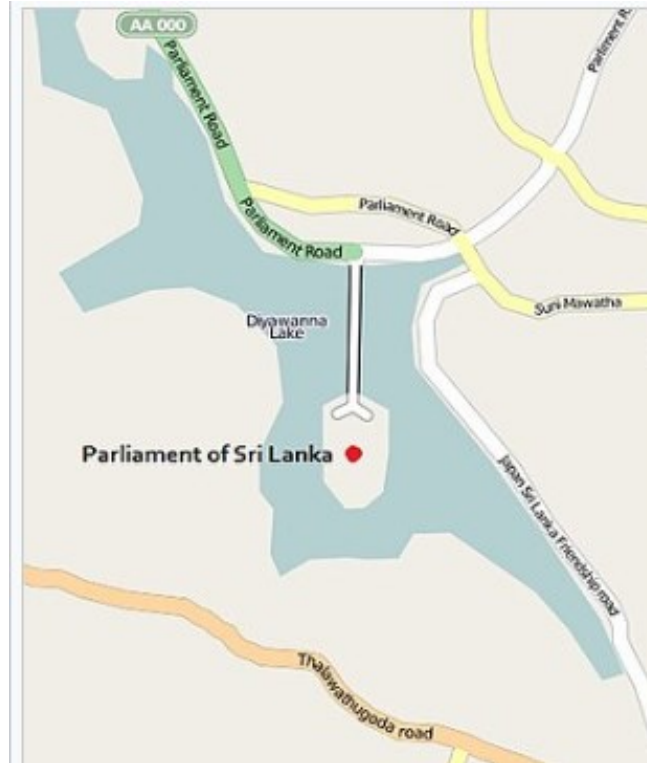 AA 000
Parliament Road
Parliment R
Parliament Road
Parliament Road
Suni Mawatha
Diyawanna
Lake
Parliament of Sri Lanka
Japan Sri Lanka Friendship road
Thalawathugoda road